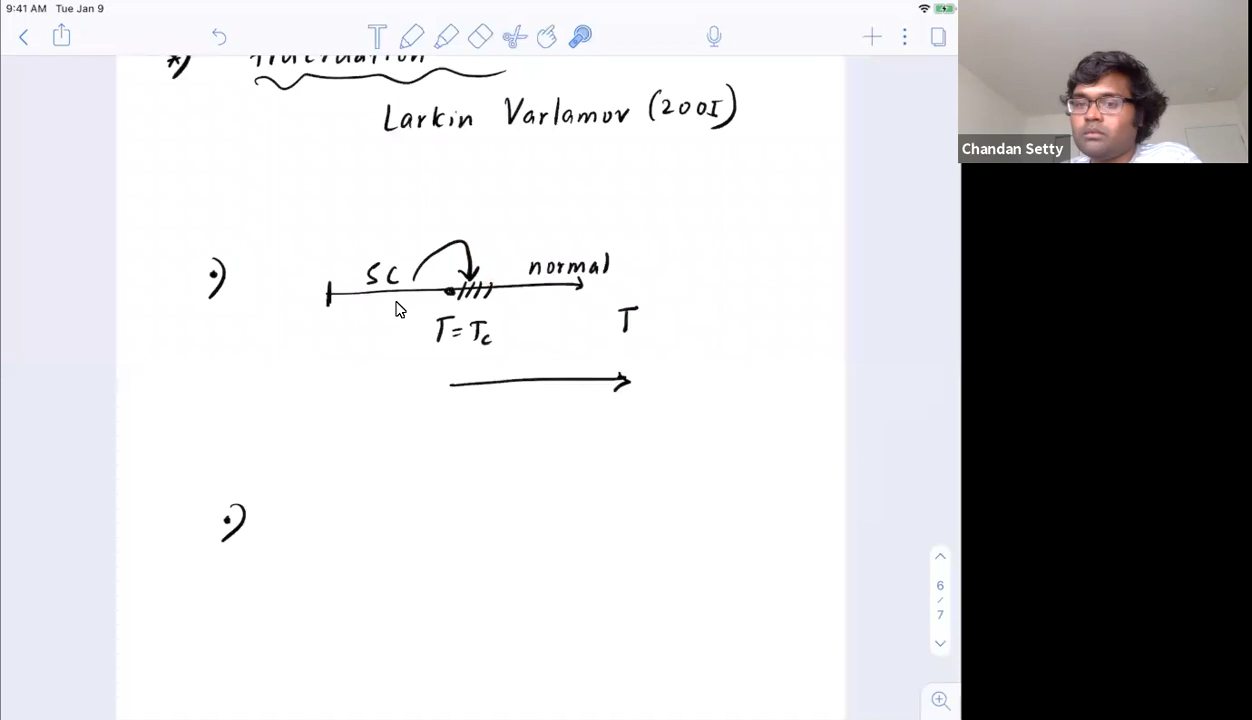 9:41 AM Tue Jan 9
Larkin Varlamov (2001)
Chandan Setty
SC normal
T = Tc
T
6
/
7